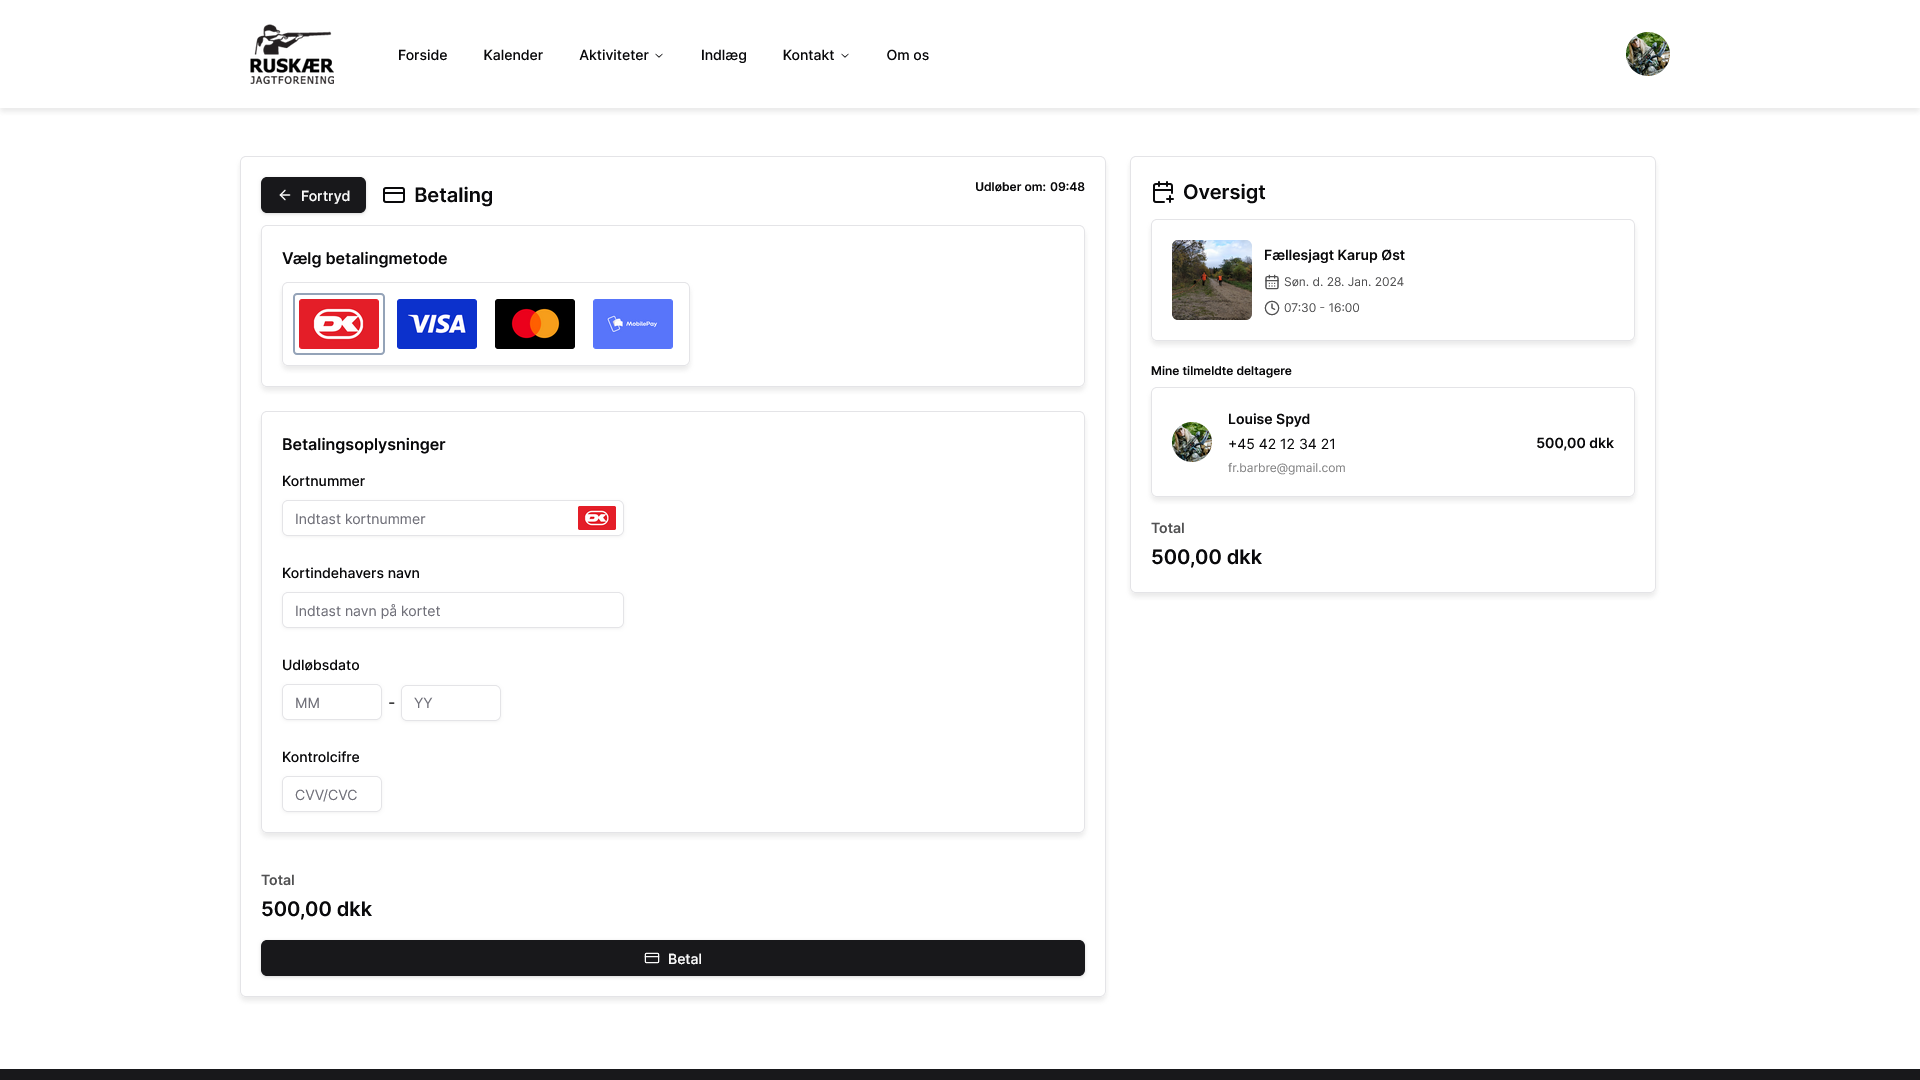 RUSKÆR
JAGTFORENING
Forside
Kalender
Aktiviteter
Indlæg
Kontakt
Om os
Fortryd
Betaling
Udløber om: 09:48
Vælg betalingmetode
DK
VISA
MobilePay
Betalingsoplysninger
Kortnummer
Indtast kortnummer
DK
Kortindehavers navn
Indtast navn på kortet
Udløbsdato
MM - YY
Kontrolcifre
CVV/CVC
Total
500,00 dkk
Betal
Oversigt
Fællesjagt Karup Øst
Søn. d. 28. Jan. 2024
07:30 - 16:00
Mine tilmeldte deltagere
Louise Spyd
+45 42 12 34 21
fr.barbre@gmail.com
500,00 dkk
Total
500,00 dkk